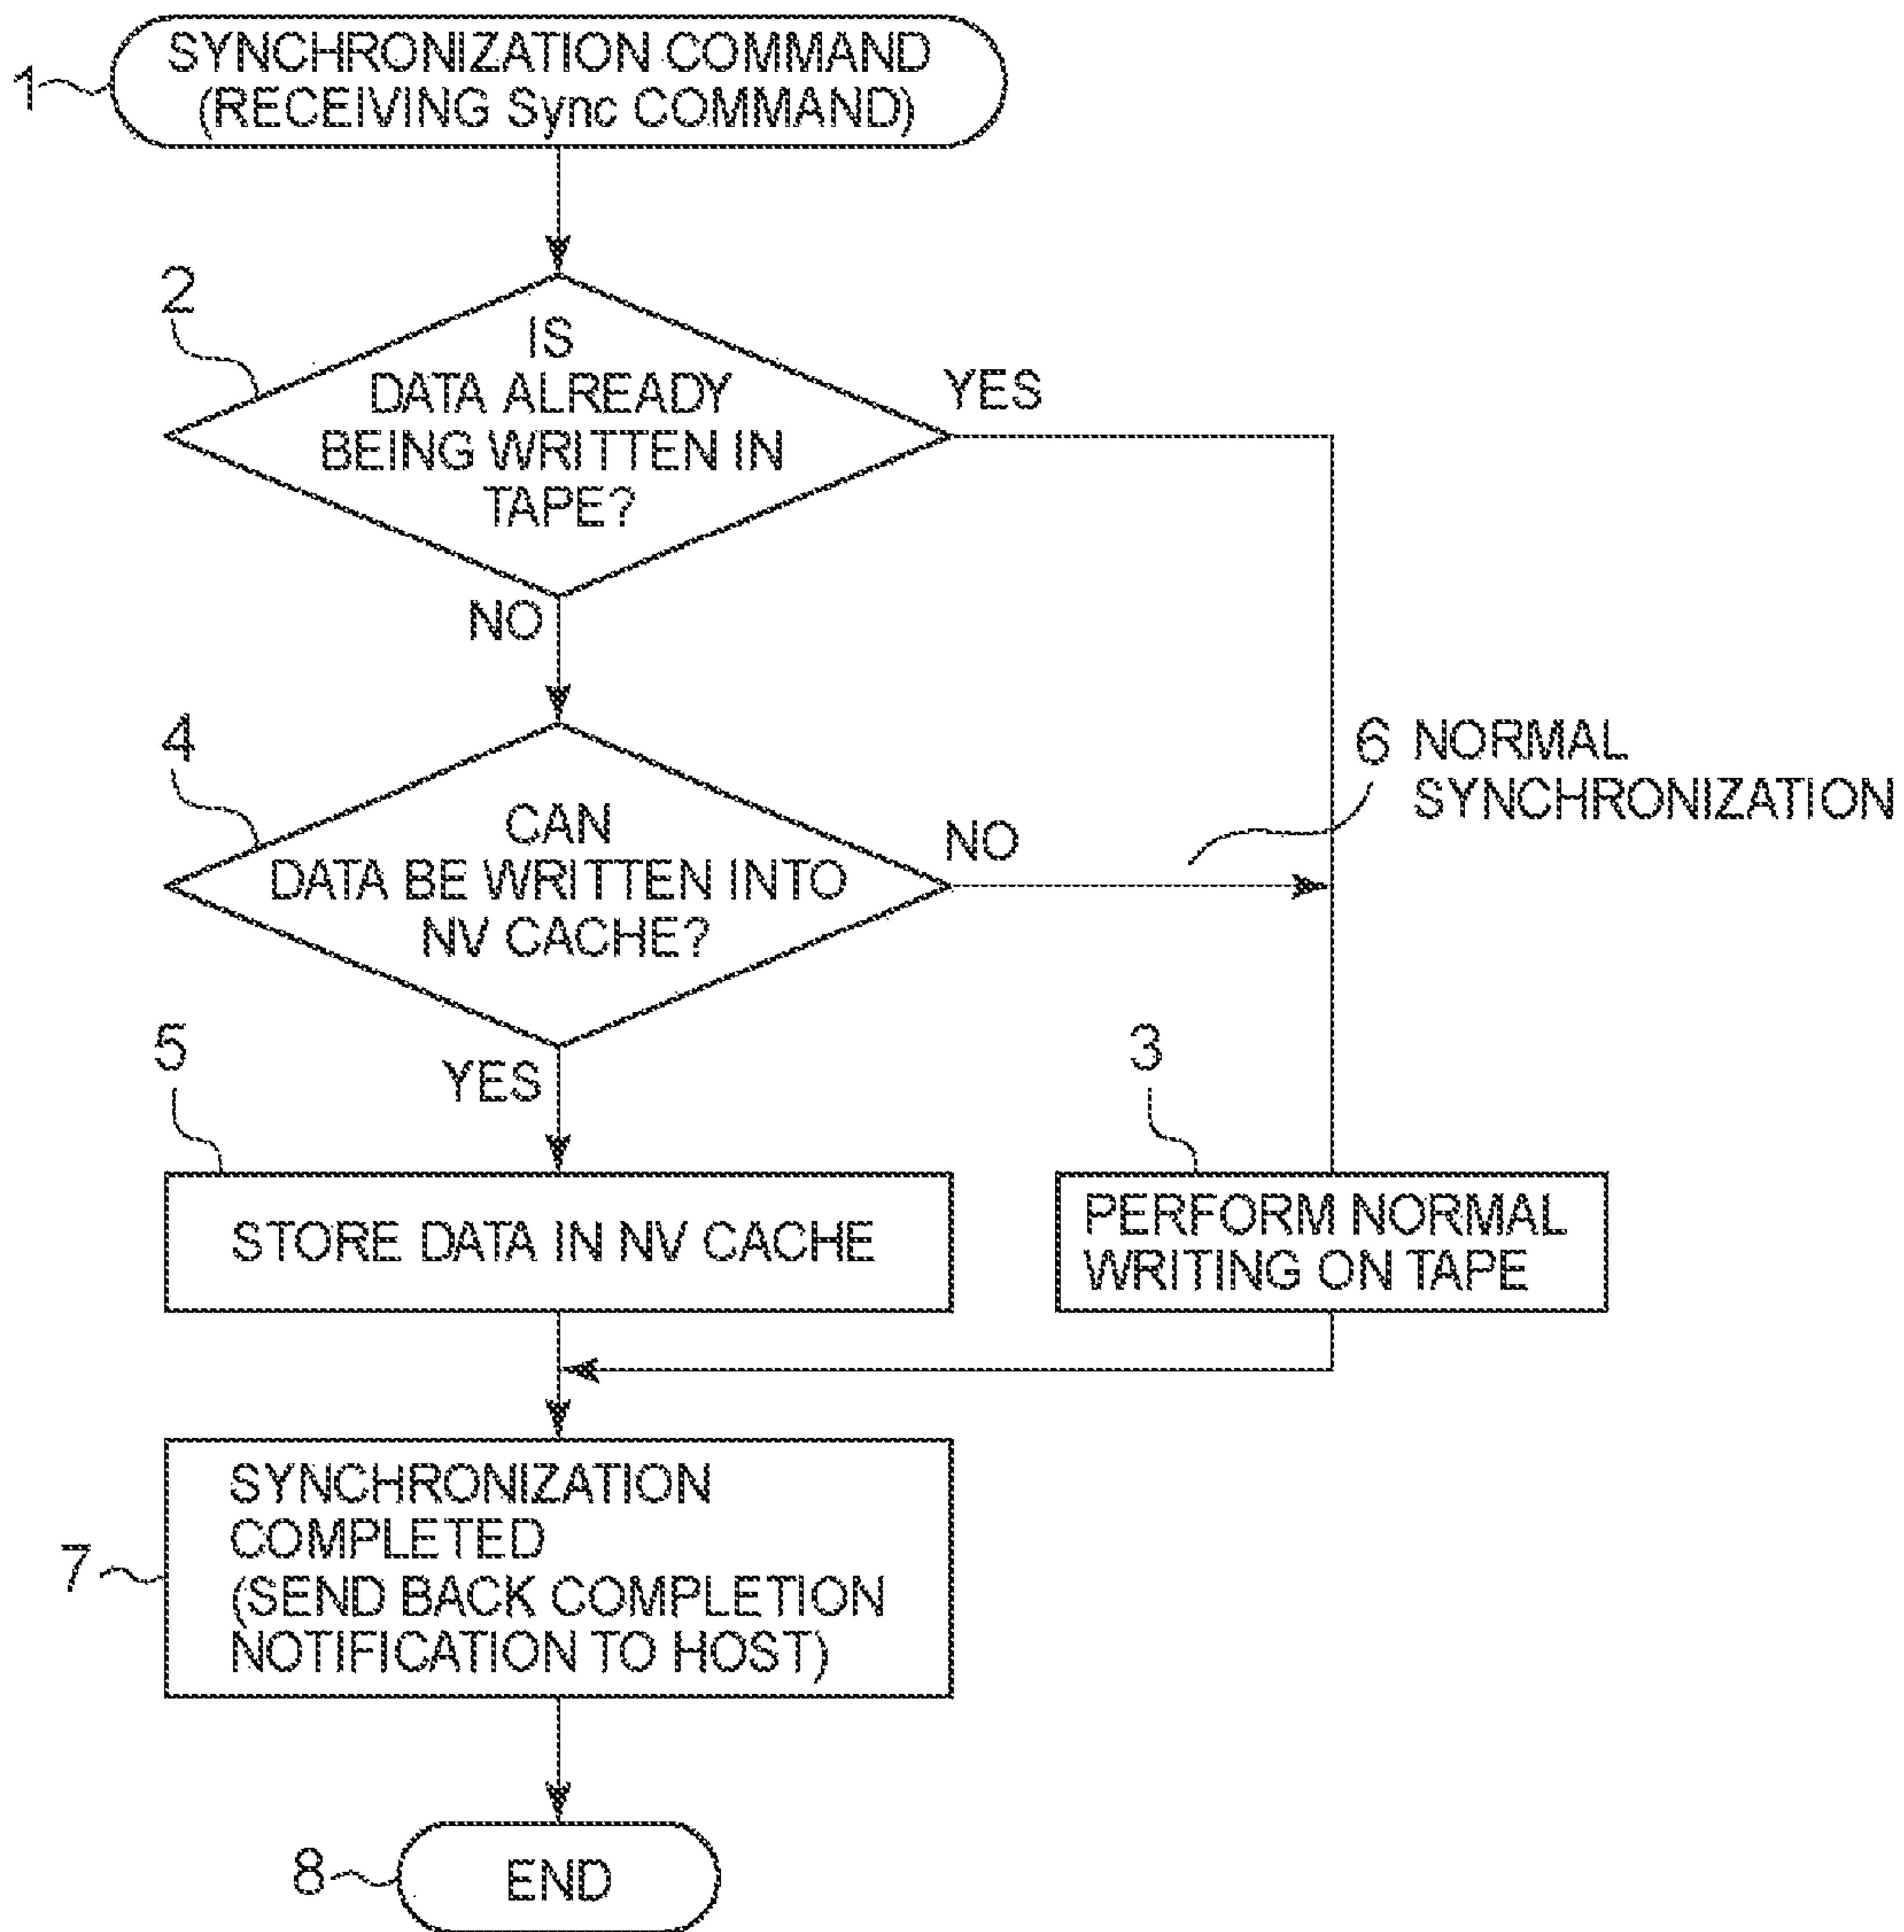 1
SYNCHRONIZATION COMMAND
(RECEIVING Sync COMMAND)
2
IS
DATA ALREADY
BEING WRITTEN IN
TAPE?
YES
NO
4
CAN
DATA BE WRITTEN INTO
NV CACHE?
NO
6 NORMAL
SYNCHRONIZATION
YES
5
STORE DATA IN NV CACHE
3
PERFORM NORMAL
WRITING ON TAPE
7
SYNCHRONIZATION
COMPLETED
(SEND BACK COMPLETION
NOTIFICATION TO HOST)
8
END